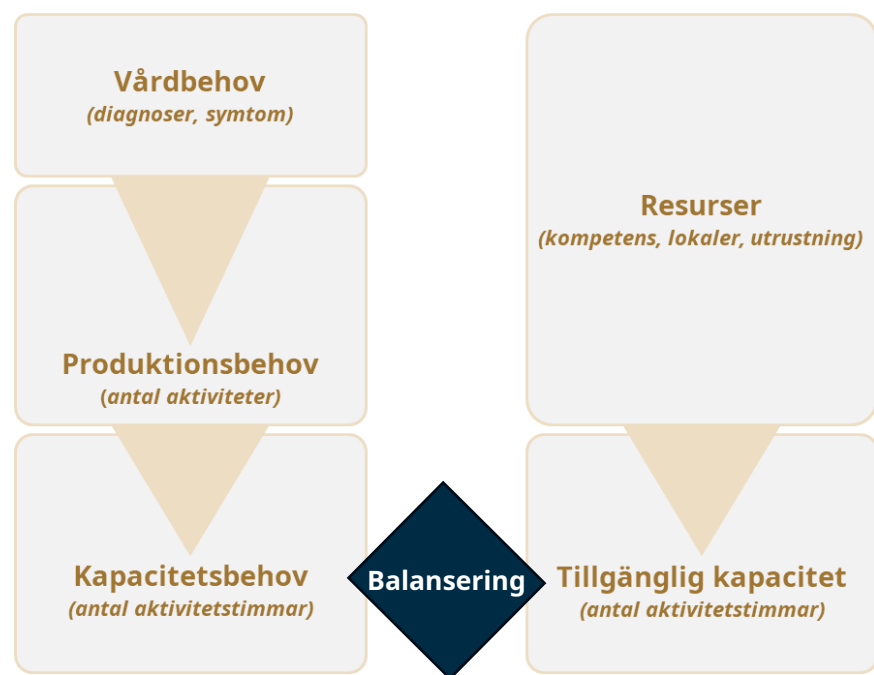 Vårdbehov
(diagnoser, symtom)
Produktionsbehov
(antal aktiviteter)
Kapacitetsbehov
(antal aktivitetstimmar)
Balansering
Resurser
(kompetens, lokaler, utrustning)
Tillgänglig kapacitet
(antal aktivitetstimmar)